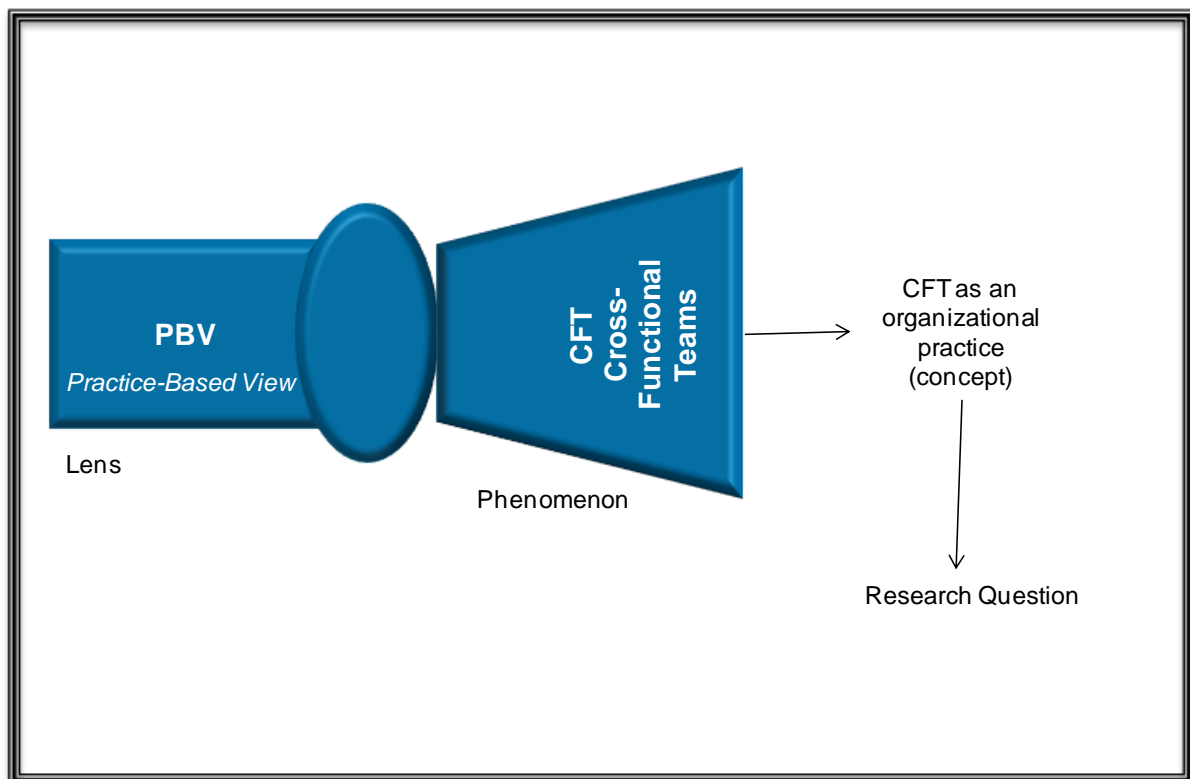 PBV
Practice-Based View
Lens
CFT
Cross-
Functional
Teams
Phenomenon
CFT as an
organizational
practice
(concept)
Research Question